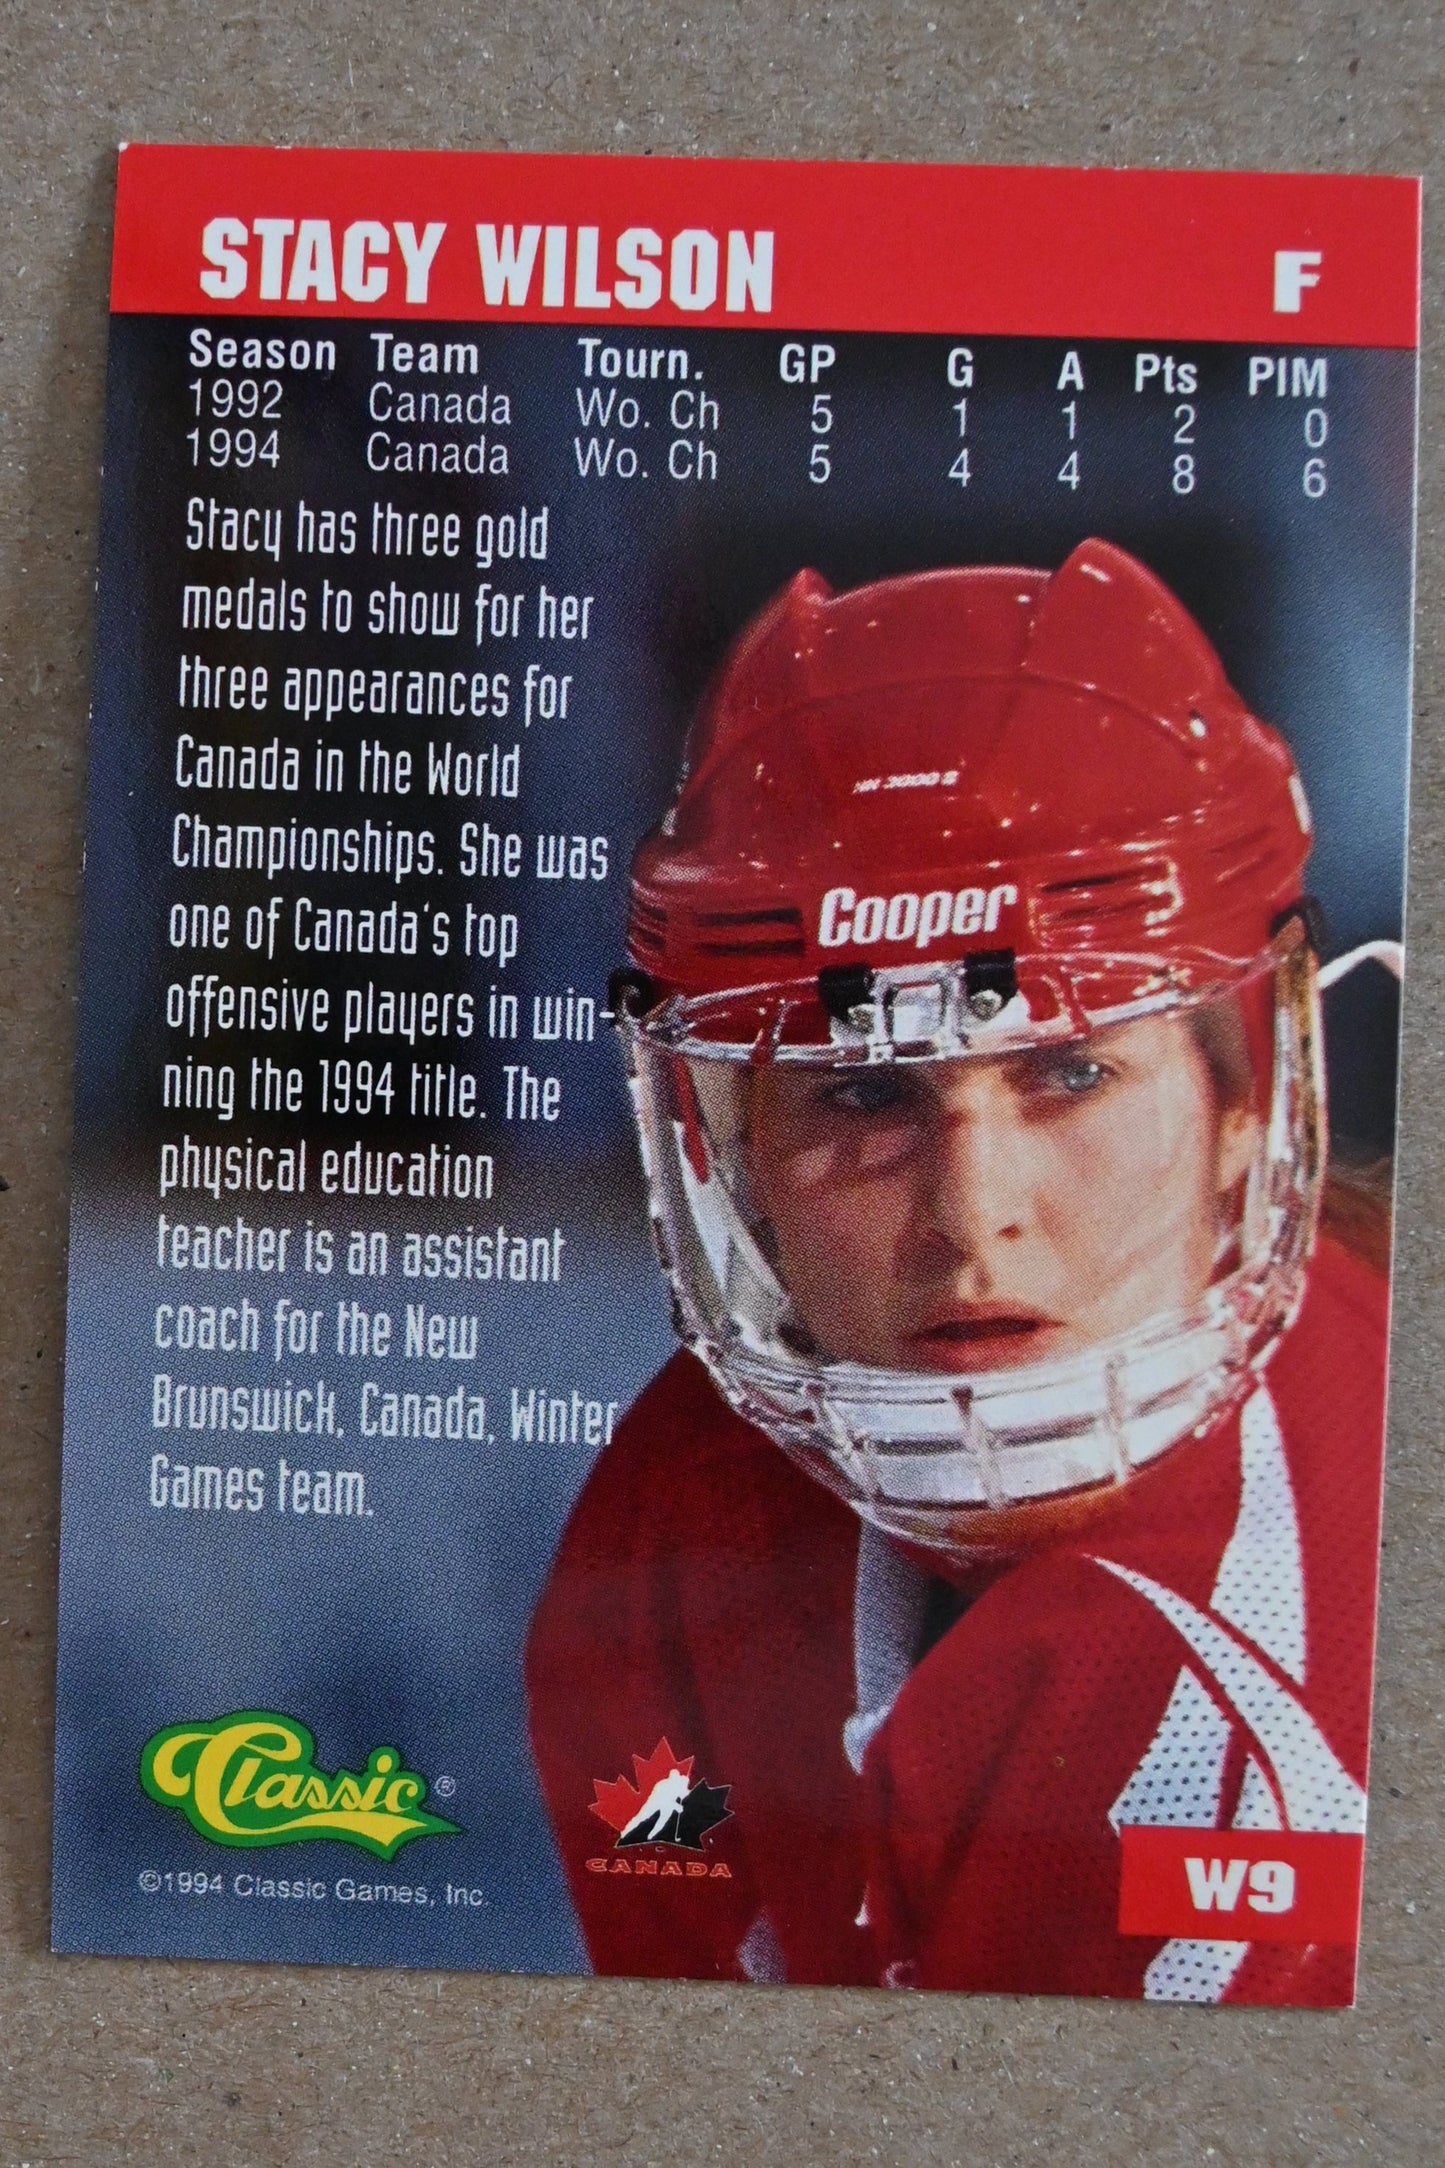 STACY WILSON F
Season Team Tourn. GP G A Pts PIM
1992 Canada Wo. Ch 5 1 1 2 0
1994 Canada Wo. Ch 5 4 4 8 6
Stacy has three gold
medals to show for her
three appearances for
Canada in the World
Championships. She was
one of Canada's top
offensive players in win-
ning the 1994 title. The
physical education
teacher is an assistant
coach for the New
Brunswick, Canada, Winter
Games team.
Cooper
Classic®
CANADA
©1994 Classic Games, Inc.
W9